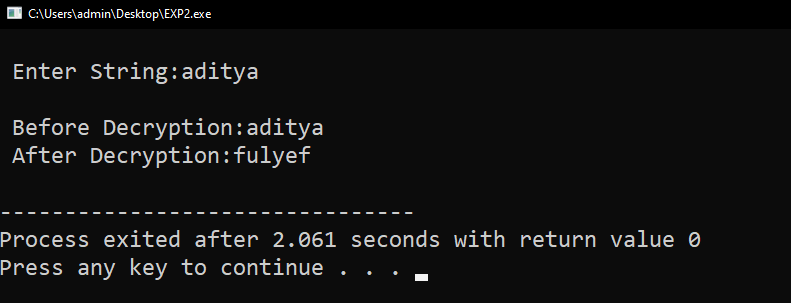 C:\Users\admin\Desktop\EXP2.exe
Enter String:aditya
Before Decryption:aditya
After Decryption:fulyef
--------------------------------
Process exited after 2.061 seconds with return value 0
Press any key to continue . . .